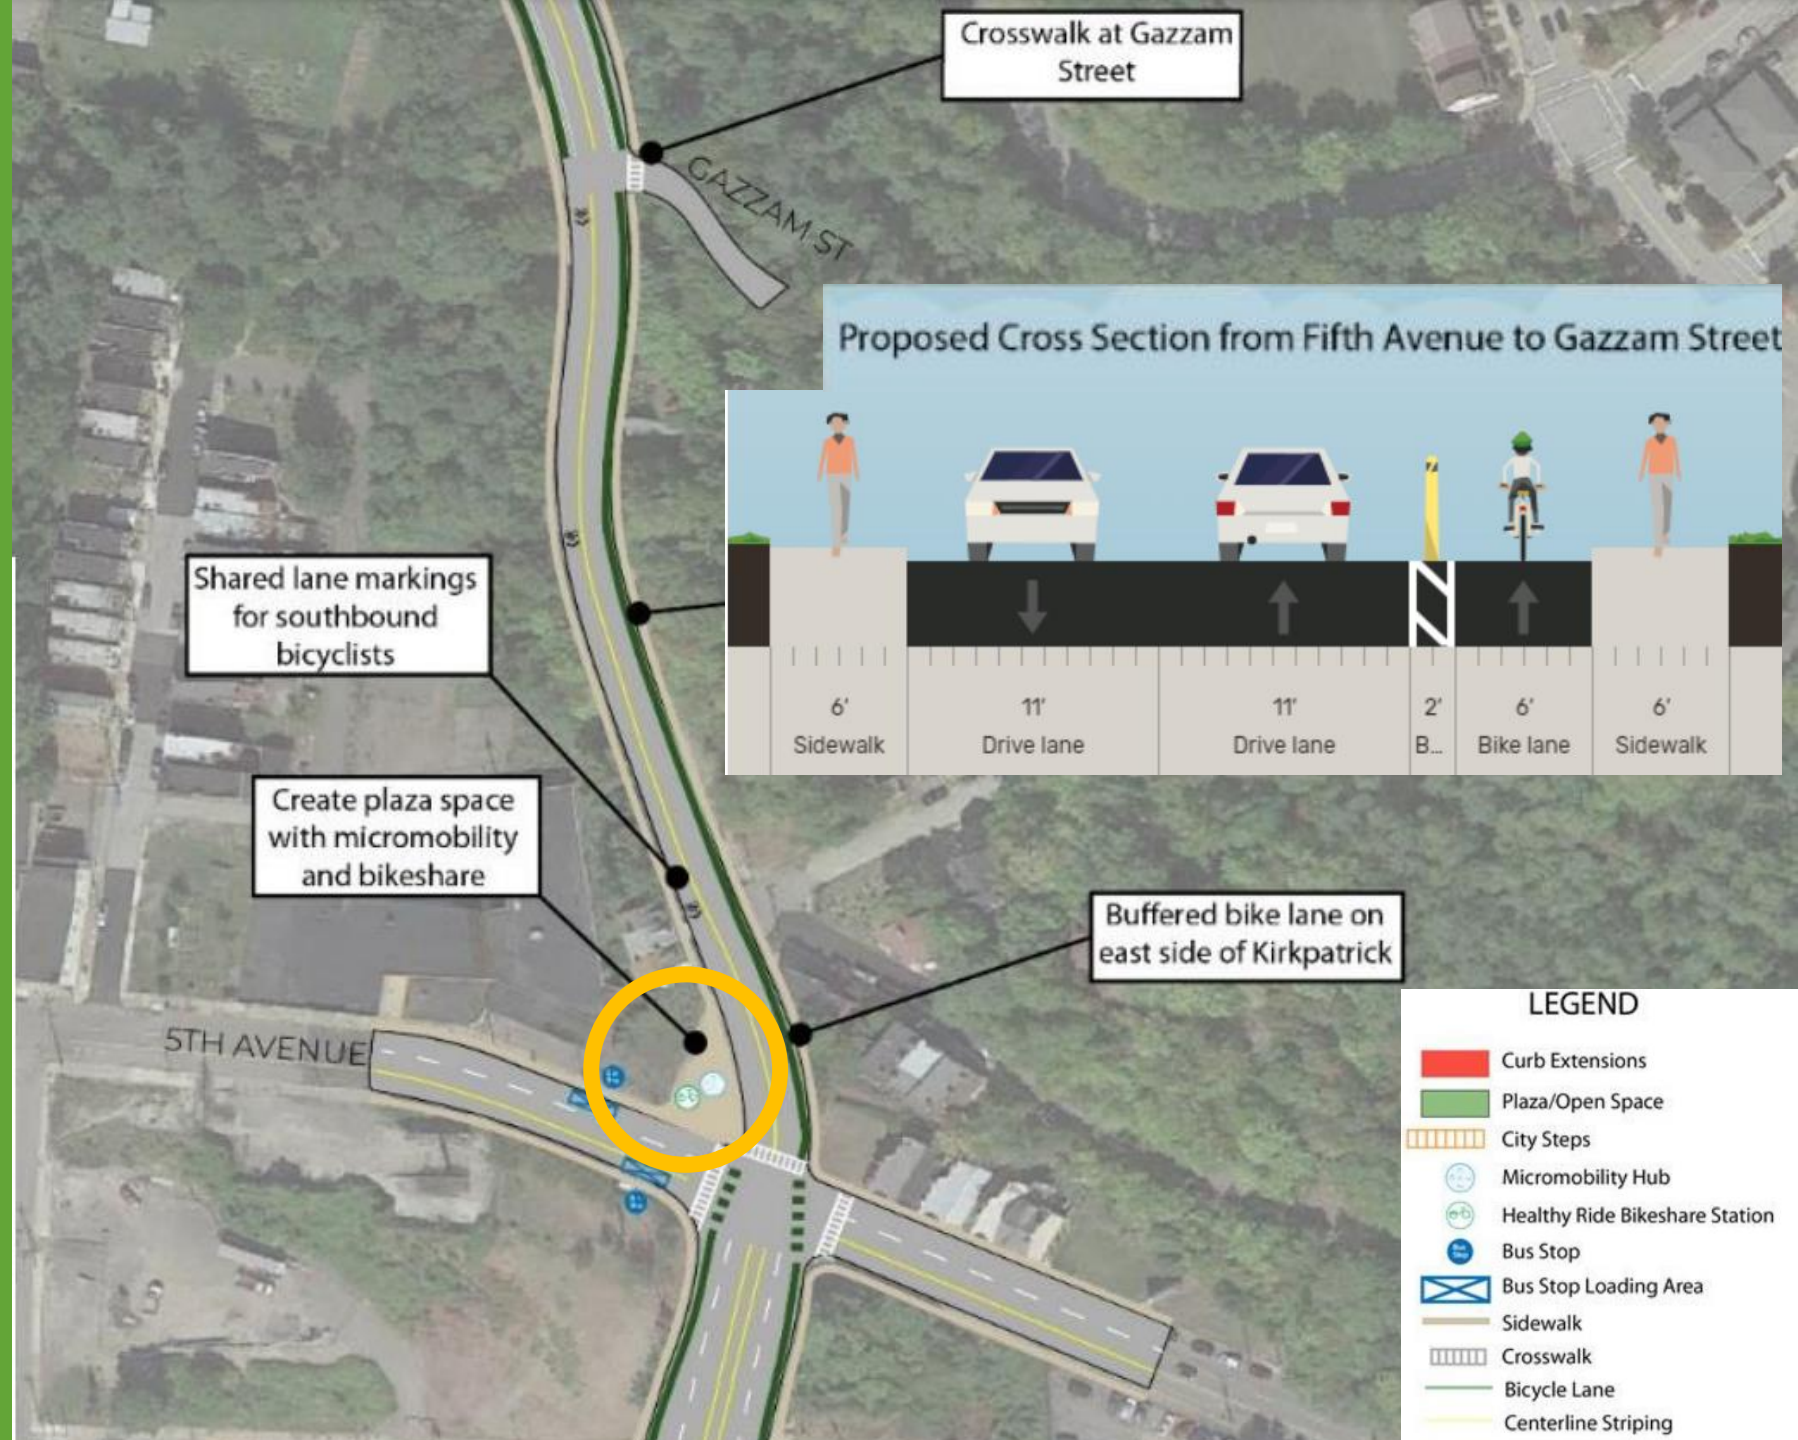 Crosswalk at Gazzam
Street
GAZZAM ST
Proposed Cross Section from Fifth Avenue to Gazzam Street
6'
11'
11'
2'
6'
6'
Sidewalk
Drive lane
Drive lane
B...
Bike lane
Sidewalk
Shared lane markings
for southbound
bicyclists
Create plaza space
with micromobility
and bikeshare
Buffered bike lane on
east side of Kirkpatrick
5TH AVENUE
LEGEND
Curb Extensions
Plaza/Open Space
City Steps
Micromobility Hub
Healthy Ride Bikeshare Station
Bus
Stop
Bus Stop
Bus Stop Loading Area
Sidewalk
Crosswalk
Bicycle Lane
Centerline Striping